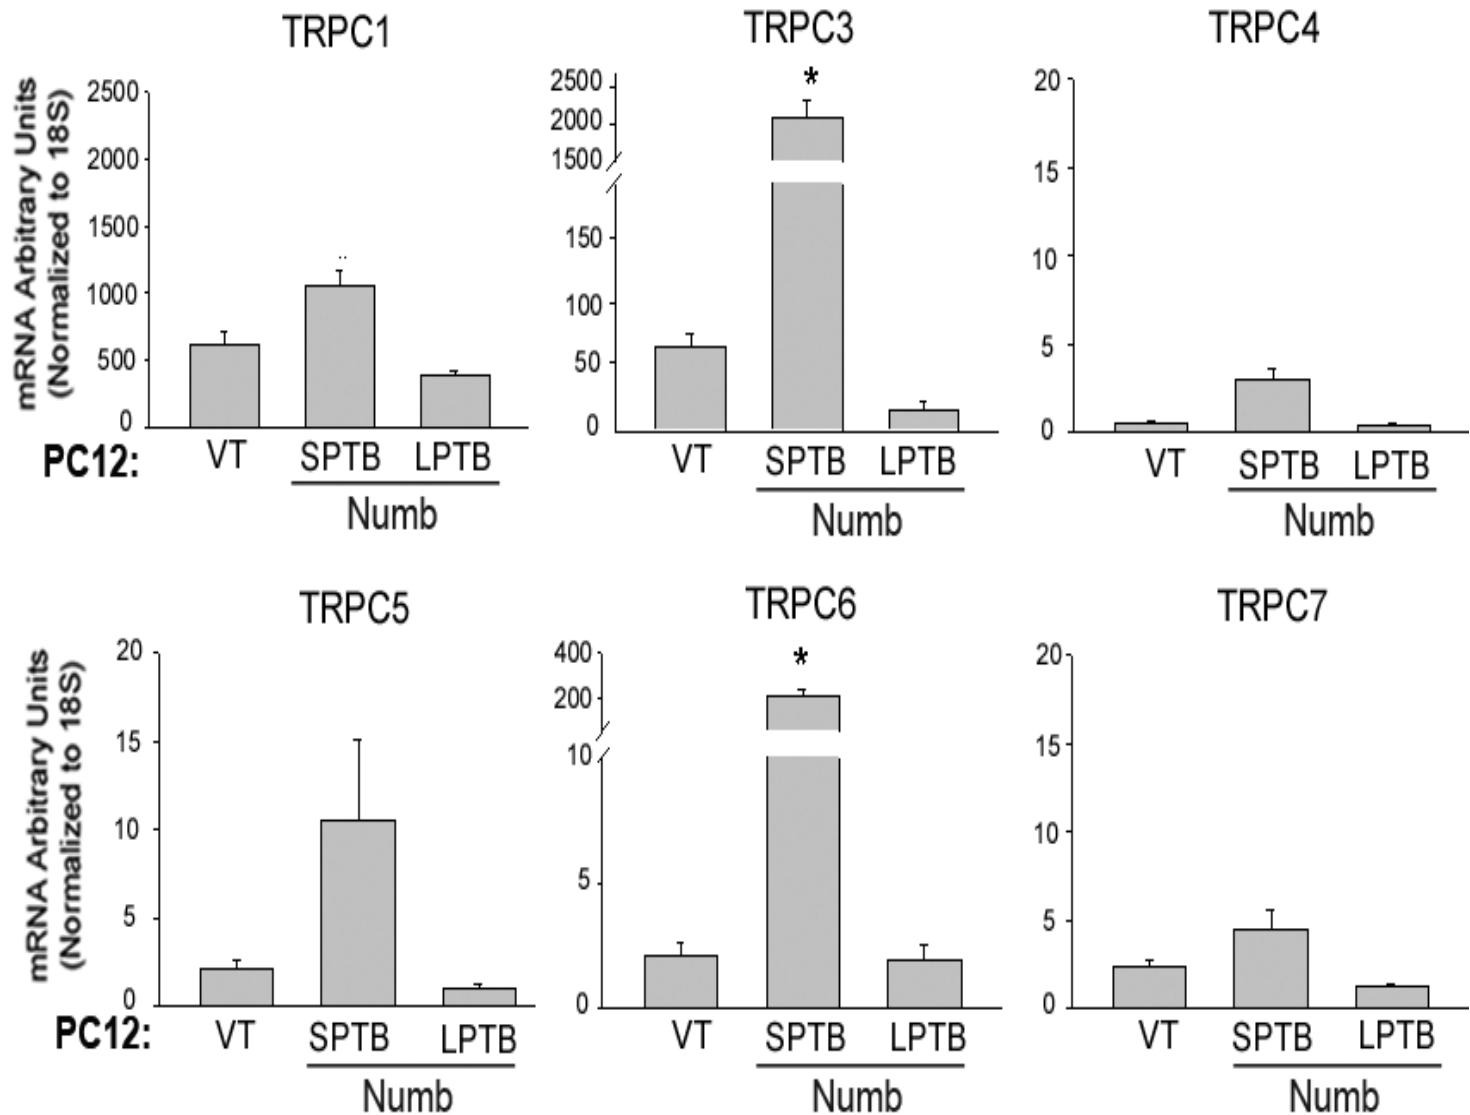 TRPC1
mRNA Arbitrary Units
(Normalized to 18S)
2500
2000
1500
1000
500
0
..
PC12:
VT
SPTB
LPTB
Numb
TRPC3
2500
2000
1500
150
100
50
0
*
VT
SPTB
LPTB
Numb
TRPC4
20
15
10
5
0
VT
SPTB
LPTB
Numb
TRPC5
mRNA Arbitrary Units
(Normalized to 18S)
20
15
10
5
0
PC12:
VT
SPTB
LPTB
Numb
TRPC6
400
200
10
5
0
*
VT
SPTB
LPTB
Numb
TRPC7
20
15
10
5
0
VT
SPTB
LPTB
Numb